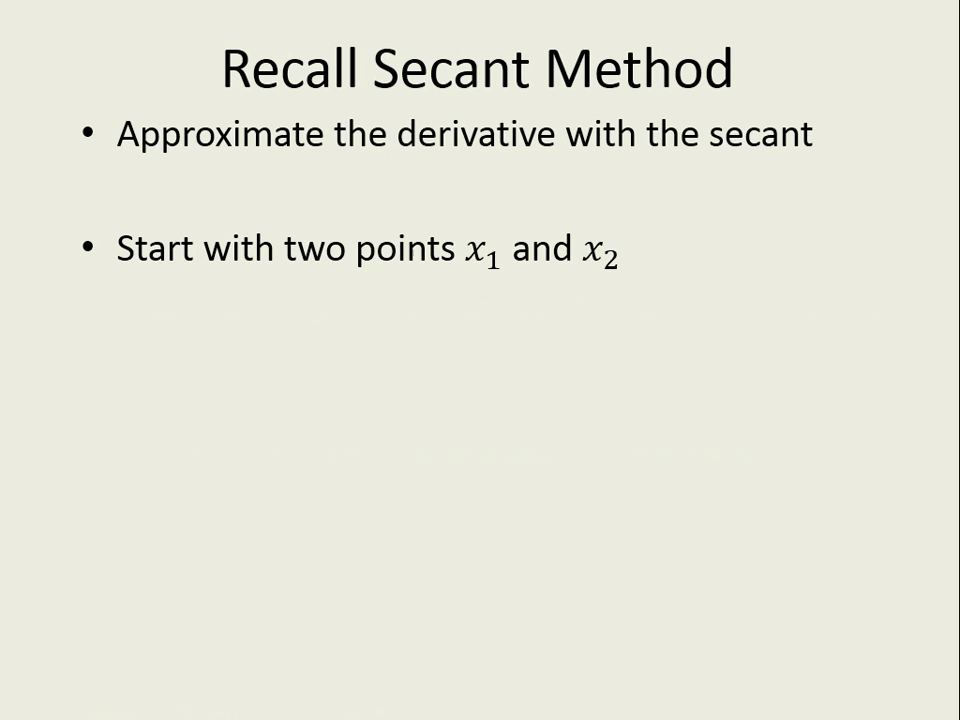 Recall Secant Method
• Approximate the derivative with the secant
• Start with two points x₁ and x₂